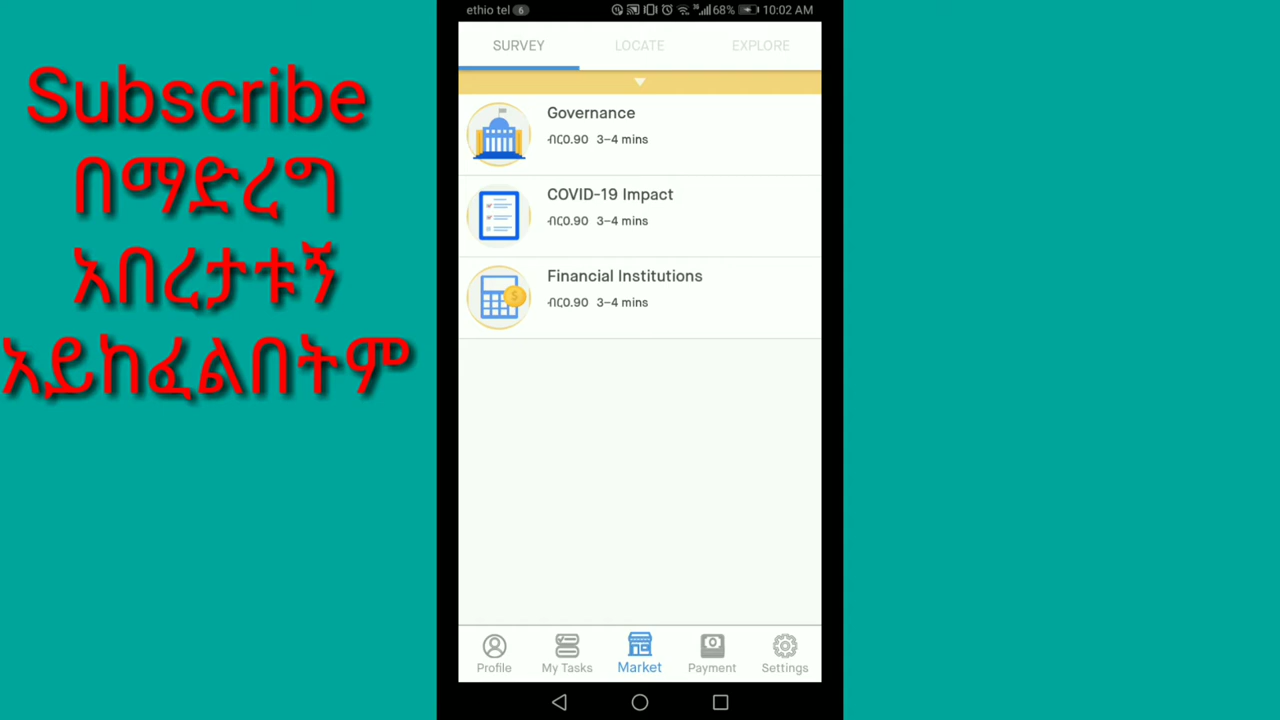 Subscribe
በማድረግ
አበረታቱኝ
አይከፈልበትም
ethio tel 6 3G 68% 10:02 AM
SURVEY LOCATE EXPLORE
Governance
ብር0.90 3–4 mins
COVID-19 Impact
ብር0.90 3–4 mins
Financial Institutions
ብር0.90 3–4 mins
Profile My Tasks Market Payment Settings